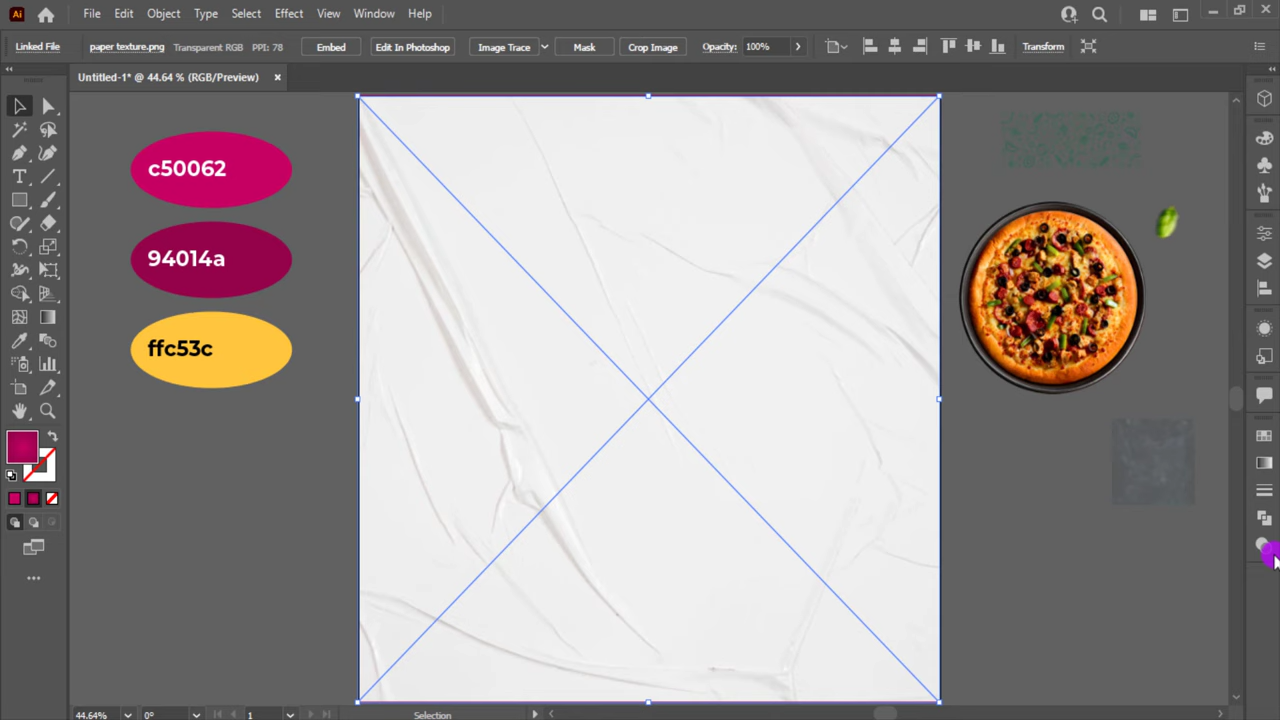 Ai File Edit Object Type Select Effect View Window Help
Linked File paper texture.png Transparent RGB PPI: 78 Embed Edit In Photoshop Image Trace Mask Crop Image Opacity: 100% Transform
Untitled-1* @ 44.64 % (RGB/Preview) ×
c50062
94014a
ffc53c
44.64% 0° 1 Selection